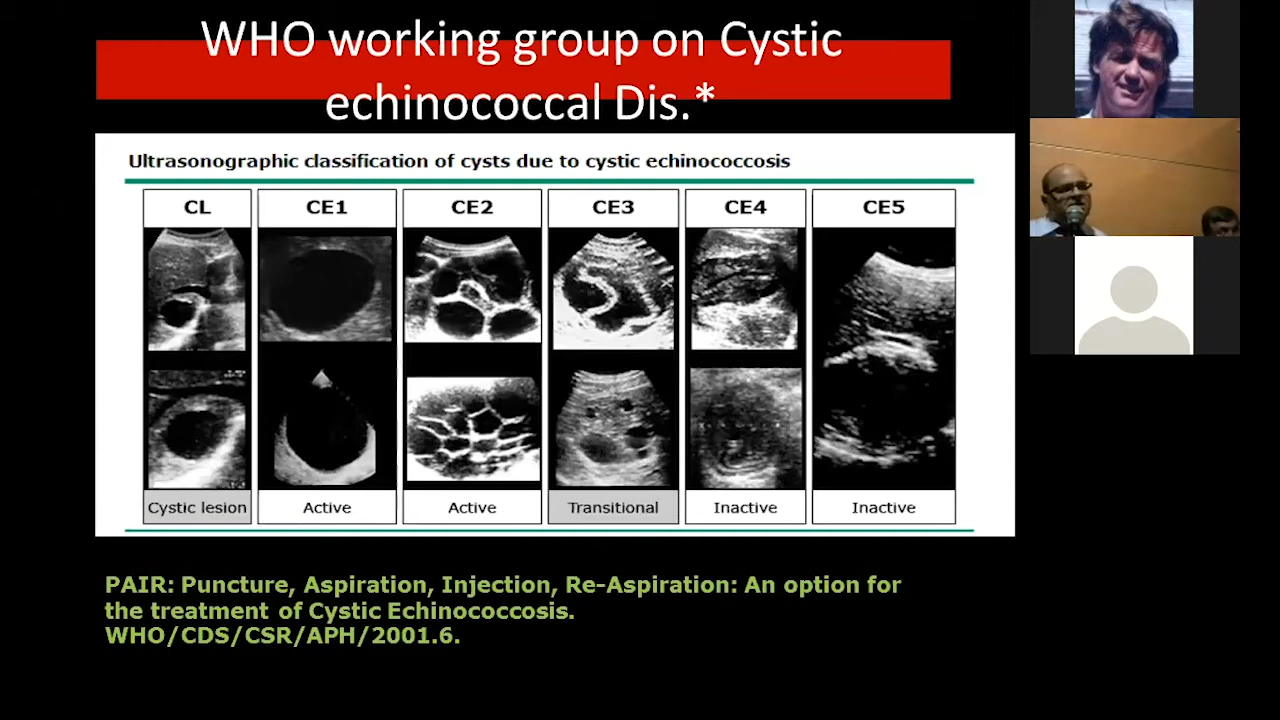 WHO working group on Cystic
echinococcal Dis.*
Ultrasonographic classification of cysts due to cystic echinococcosis
CL CE1 CE2 CE3 CE4 CE5
Cystic lesion Active Active Transitional Inactive Inactive
PAIR: Puncture, Aspiration, Injection, Re-Aspiration: An option for
the treatment of Cystic Echinococcosis.
WHO/CDS/CSR/APH/2001.6.